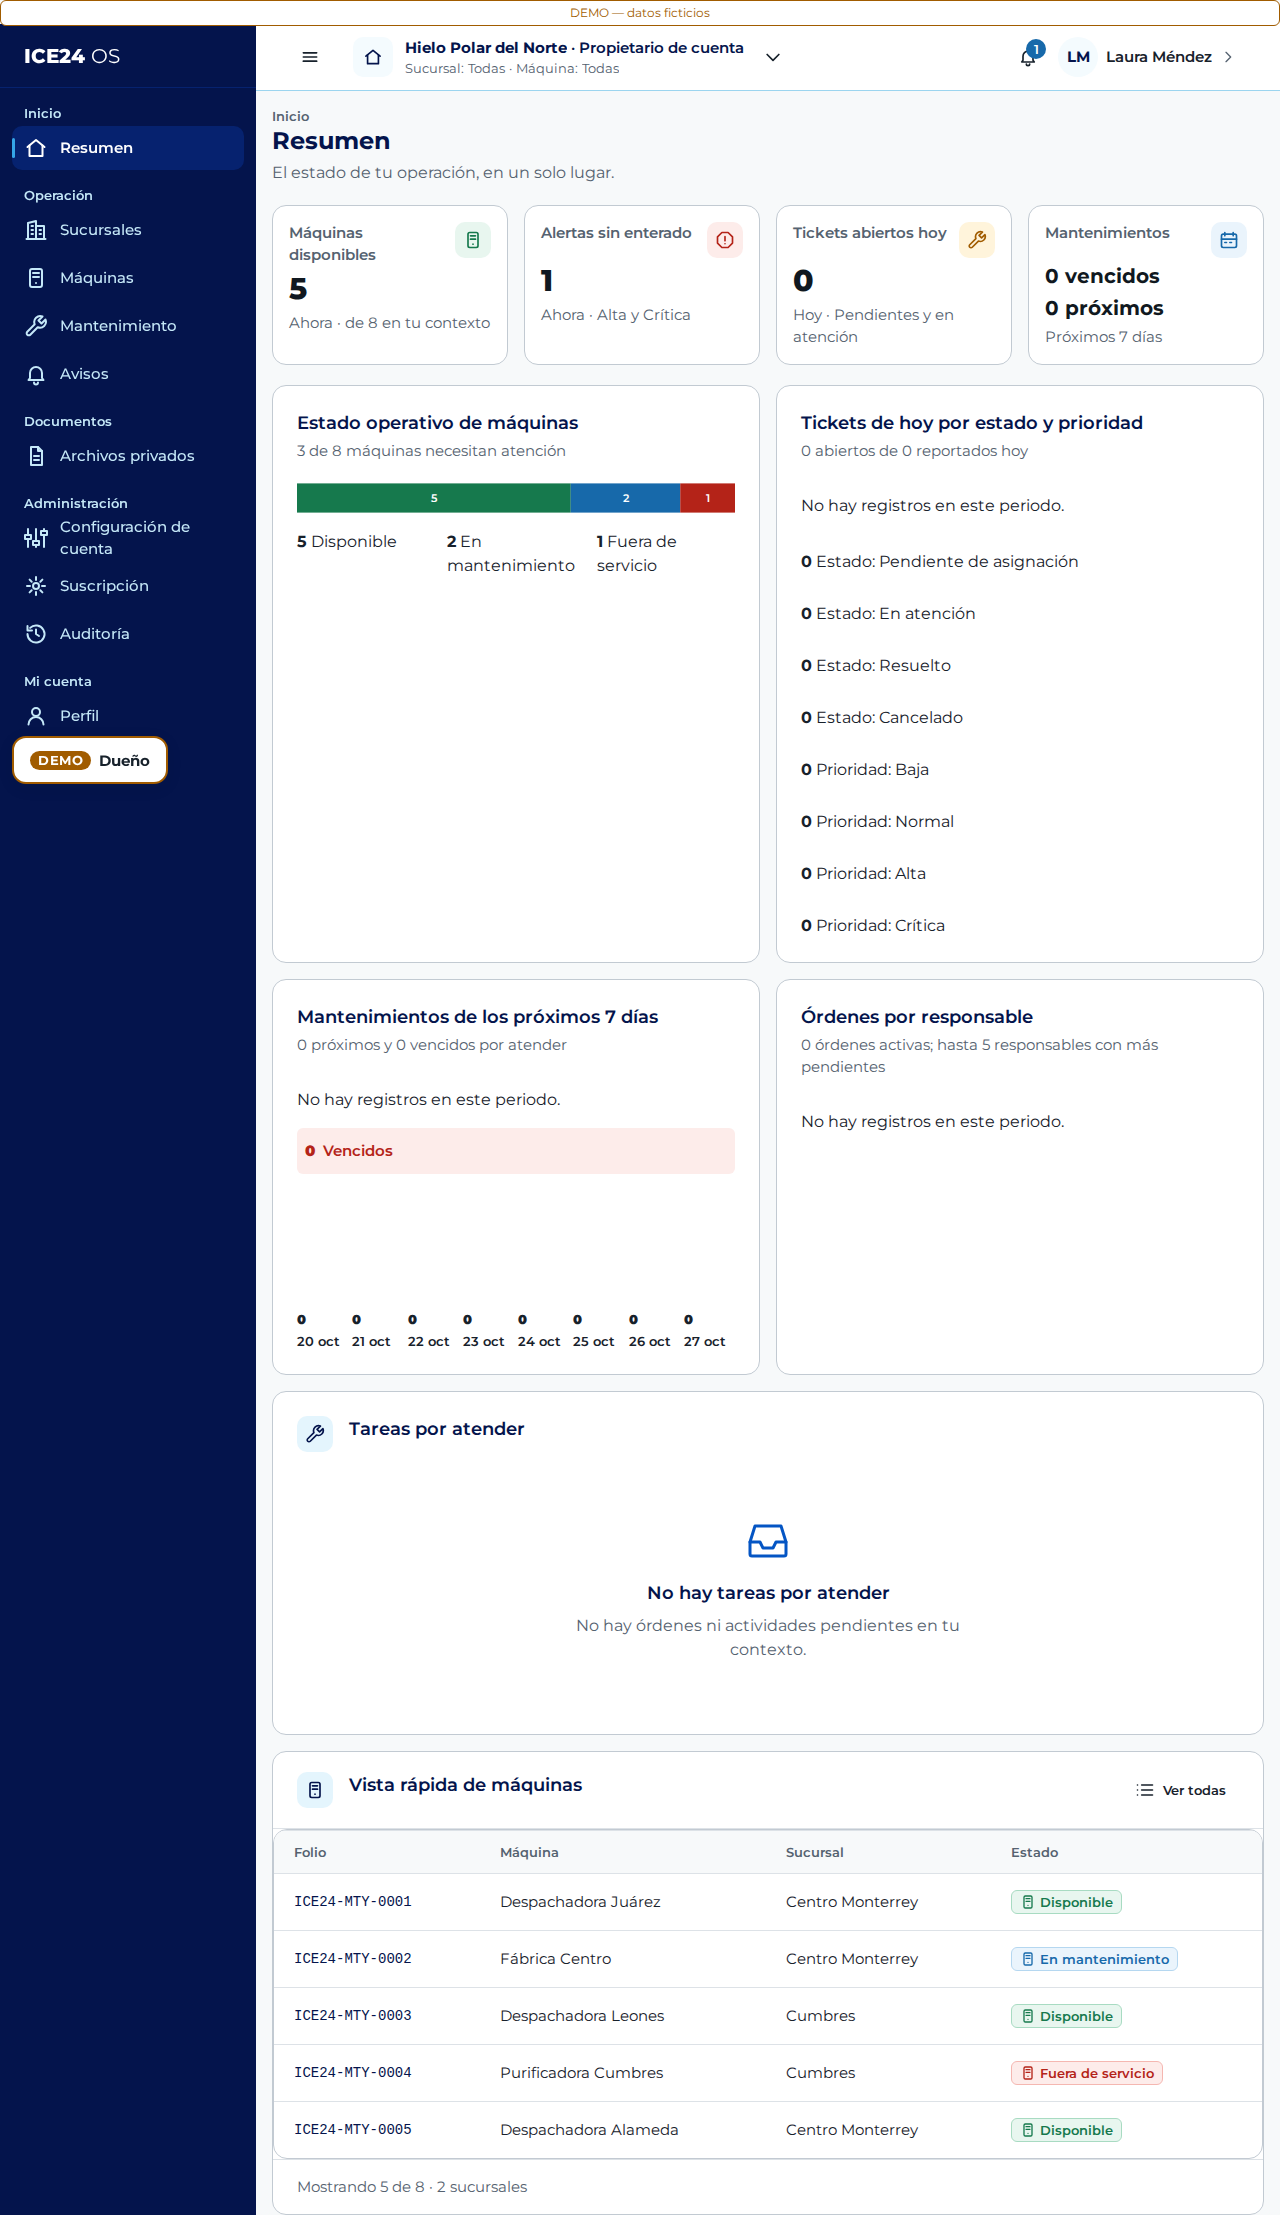 DEMO — datos ficticios
ICE24 OS
Inicio
Resumen
Operación
Sucursales
Máquinas
Mantenimiento
Avisos
Documentos
Archivos privados
Administración
Configuración de
cuenta
Suscripción
Auditoría
Mi cuenta
Perfil
DEMO Dueño
Hielo Polar del Norte · Propietario de cuenta
Sucursal: Todas · Máquina: Todas
1
LM Laura Méndez
Inicio
Resumen
El estado de tu operación, en un solo lugar.
Máquinas
disponibles
5
Ahora · de 8 en tu contexto
Alertas sin enterado
1
Ahora · Alta y Crítica
Tickets abiertos hoy
0
Hoy · Pendientes y en
atención
Mantenimientos
0 vencidos
0 próximos
Próximos 7 días
Estado operativo de máquinas
3 de 8 máquinas necesitan atención
5 2 1
5 Disponible
2 En
mantenimiento
1 Fuera de
servicio
Tickets de hoy por estado y prioridad
0 abiertos de 0 reportados hoy
No hay registros en este periodo.
0 Estado: Pendiente de asignación
0 Estado: En atención
0 Estado: Resuelto
0 Estado: Cancelado
0 Prioridad: Baja
0 Prioridad: Normal
0 Prioridad: Alta
0 Prioridad: Crítica
Mantenimientos de los próximos 7 días
0 próximos y 0 vencidos por atender
No hay registros en este periodo.
0 Vencidos
0 0 0 0 0 0 0 0
20 oct 21 oct 22 oct 23 oct 24 oct 25 oct 26 oct 27 oct
Órdenes por responsable
0 órdenes activas; hasta 5 responsables con más
pendientes
No hay registros en este periodo.
Tareas por atender
No hay tareas por atender
No hay órdenes ni actividades pendientes en tu
contexto.
Vista rápida de máquinas
Ver todas
Folio Máquina Sucursal Estado
ICE24-MTY-0001 Despachadora Juárez Centro Monterrey Disponible
ICE24-MTY-0002 Fábrica Centro Centro Monterrey En mantenimiento
ICE24-MTY-0003 Despachadora Leones Cumbres Disponible
ICE24-MTY-0004 Purificadora Cumbres Cumbres Fuera de servicio
ICE24-MTY-0005 Despachadora Alameda Centro Monterrey Disponible
Mostrando 5 de 8 · 2 sucursales